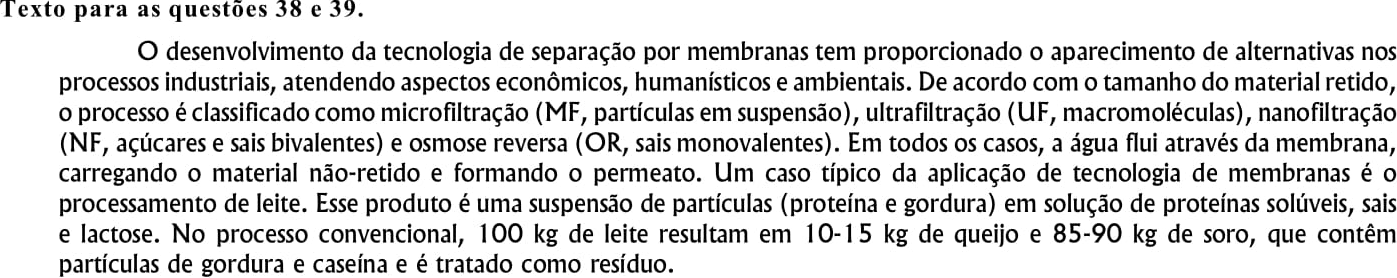 Texto para as questões 38 e 39.
O desenvolvimento da tecnologia de separação por membranas tem proporcionado o aparecimento de alternativas nos
processos industriais, atendendo aspectos econômicos, humanísticos e ambientais. De acordo com o tamanho do material retido,
o processo é classificado como microfiltração (MF, partículas em suspensão), ultrafiltração (UF, macromoléculas), nanofiltração
(NF, açúcares e sais bivalentes) e osmose reversa (OR, sais monovalentes). Em todos os casos, a água flui através da membrana,
carregando o material não-retido e formando o permeato. Um caso típico da aplicação de tecnologia de membranas é o
processamento de leite. Esse produto é uma suspensão de partículas (proteína e gordura) em solução de proteínas solúveis, sais
e lactose. No processo convencional, 100 kg de leite resultam em 10-15 kg de queijo e 85-90 kg de soro, que contêm
partículas de gordura e caseína e é tratado como resíduo.